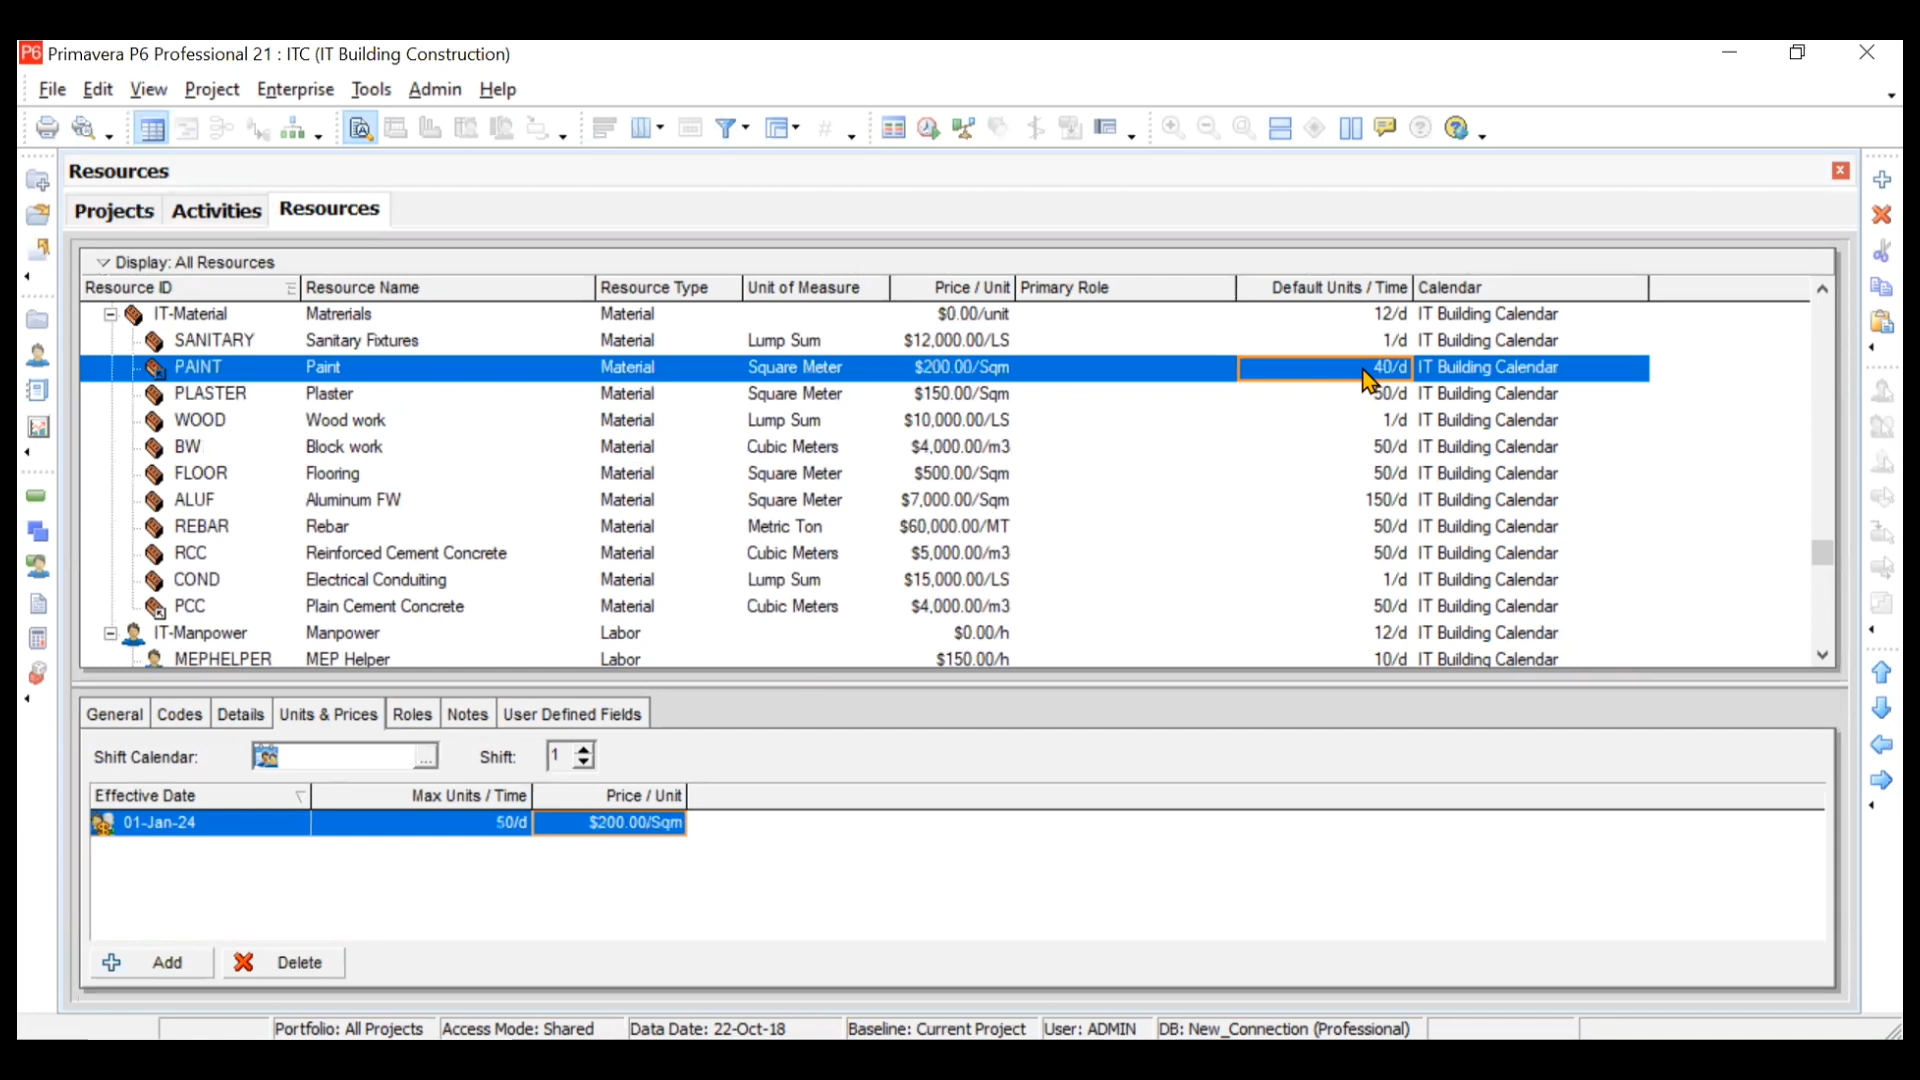 P6 Primavera P6 Professional 21 : ITC (IT Building Construction)
File Edit View Project Enterprise Tools Admin Help
Resources
Projects Activities Resources
Display: All Resources
Resource ID Resource Name Resource Type Unit of Measure Price / Unit Primary Role Default Units / Time Calendar
IT-Material Matrerials Material $0.00/unit 12/d IT Building Calendar
SANITARY Sanitary Fixtures Material Lump Sum $12,000.00/LS 1/d IT Building Calendar
PAINT Paint Material Square Meter $200.00/Sqm 40/d IT Building Calendar
PLASTER Plaster Material Square Meter $150.00/Sqm 50/d IT Building Calendar
WOOD Wood work Material Lump Sum $10,000.00/LS 1/d IT Building Calendar
BW Block work Material Cubic Meters $4,000.00/m3 50/d IT Building Calendar
FLOOR Flooring Material Square Meter $500.00/Sqm 50/d IT Building Calendar
ALUF Aluminum FW Material Square Meter $7,000.00/Sqm 150/d IT Building Calendar
REBAR Rebar Material Metric Ton $60,000.00/MT 50/d IT Building Calendar
RCC Reinforced Cement Concrete Material Cubic Meters $5,000.00/m3 50/d IT Building Calendar
COND Electrical Conduiting Material Lump Sum $15,000.00/LS 1/d IT Building Calendar
PCC Plain Cement Concrete Material Cubic Meters $4,000.00/m3 50/d IT Building Calendar
IT-Manpower Manpower Labor $0.00/h 12/d IT Building Calendar
MEPHELPER MEP Helper Labor $150.00/h 10/d IT Building Calendar
General Codes Details Units & Prices Roles Notes User Defined Fields
Shift Calendar: ... Shift: 1
Effective Date Max Units / Time Price / Unit
01-Jan-24 50/d $200.00/Sqm
Add Delete
Portfolio: All Projects Access Mode: Shared Data Date: 22-Oct-18 Baseline: Current Project User: ADMIN DB: New_Connection (Professional)